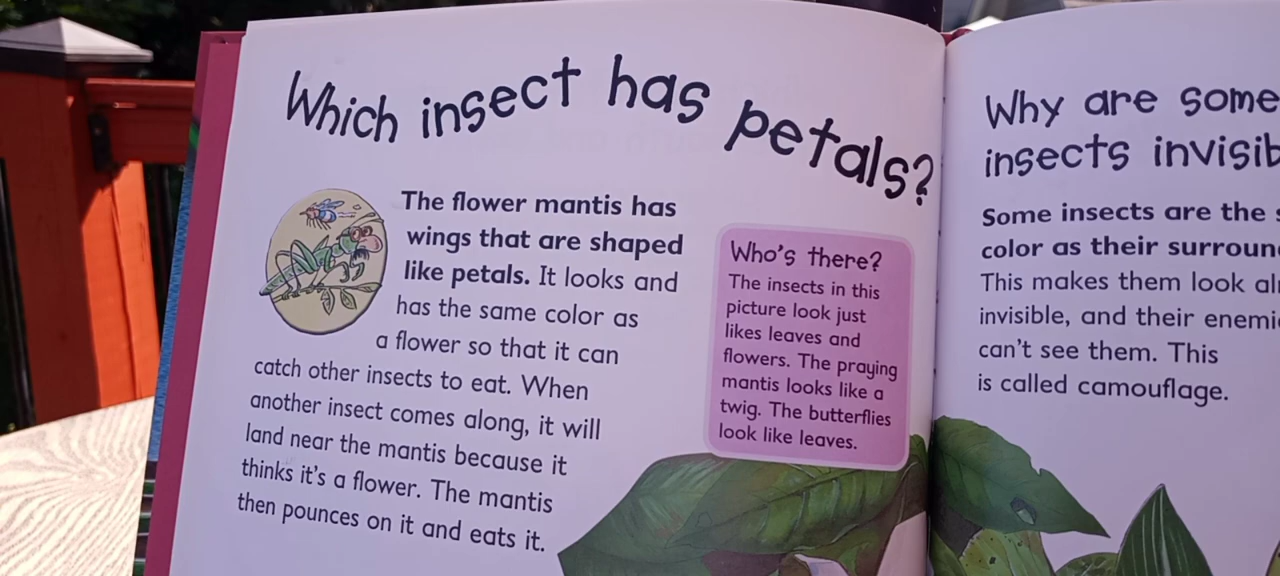 Which insect has petals?
The flower mantis has
wings that are shaped
like petals. It looks and
has the same color as
a flower so that it can
catch other insects to eat. When
another insect comes along, it will
land near the mantis because it
thinks it's a flower. The mantis
then pounces on it and eats it.
Who's there?
The insects in this
picture look just
likes leaves and
flowers. The praying
mantis looks like a
twig. The butterflies
look like leaves.
Why are some
insects
Some insects are the
color as their
This makes them look
invisible, and their
can't see them. This
is called camouflage.